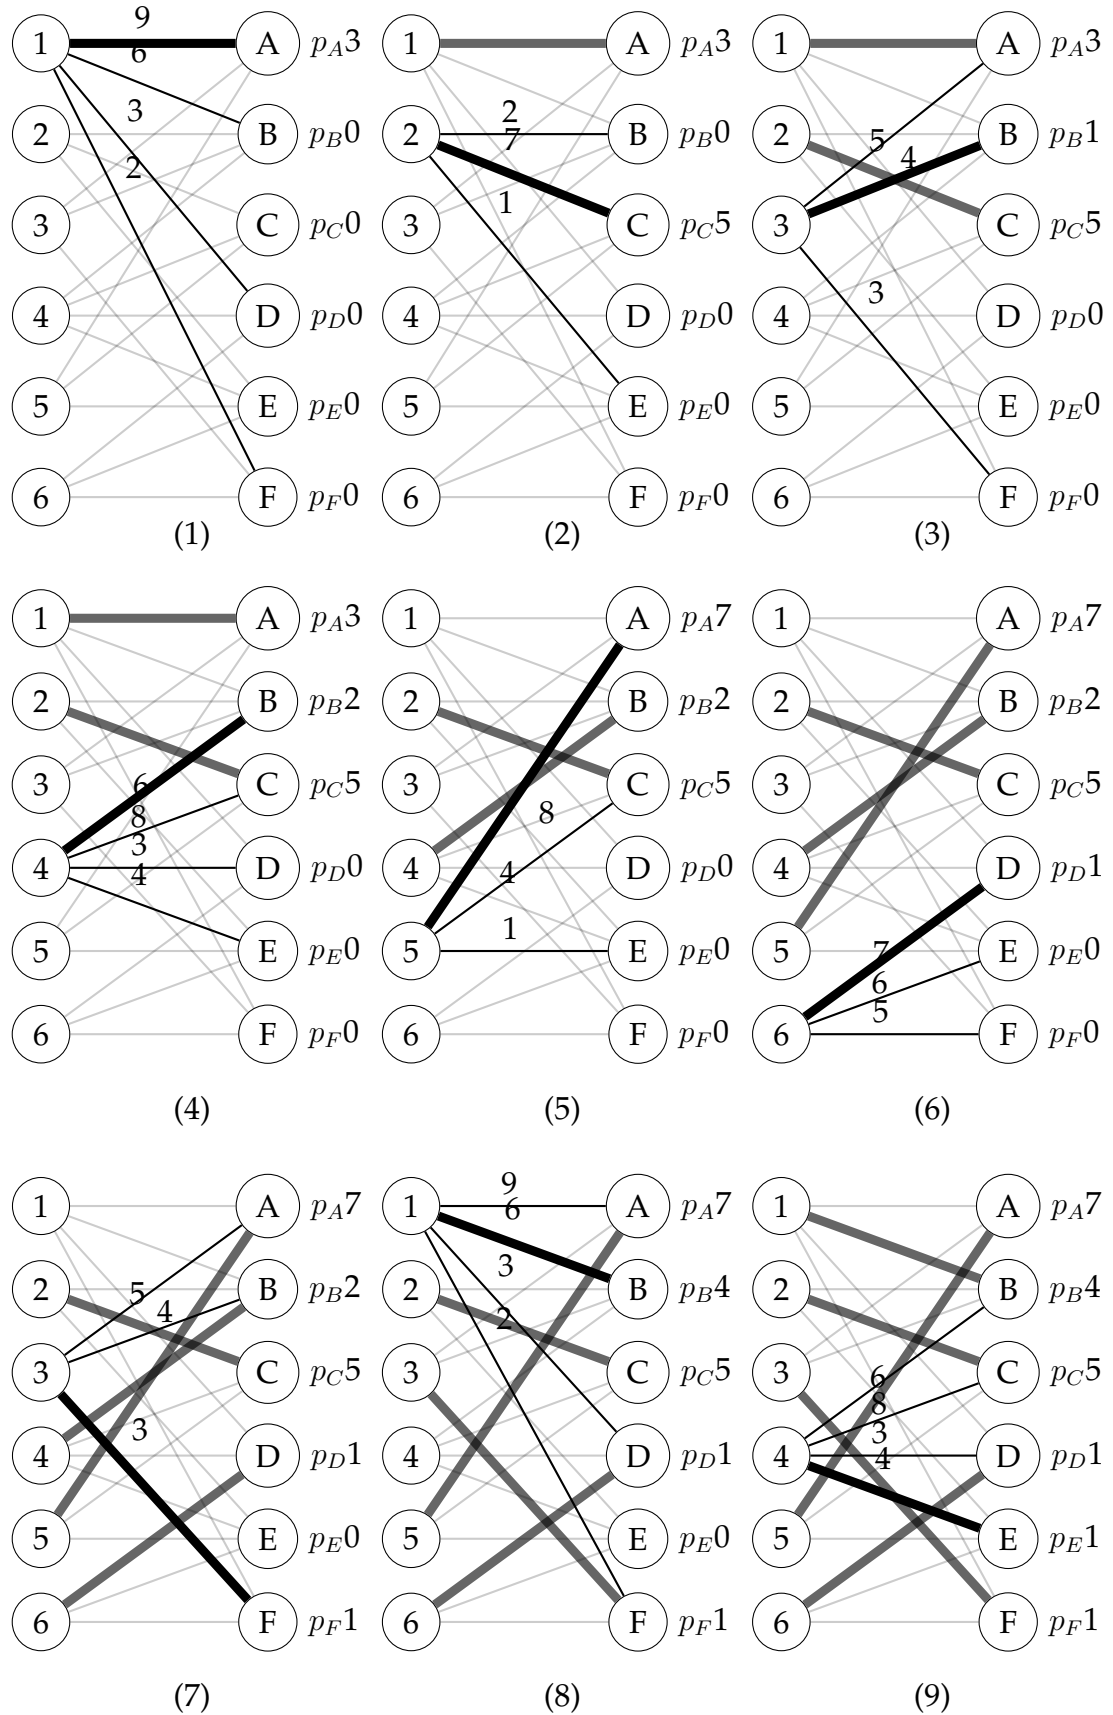 9
1 A p_A3 1 A p_A3 1 A p_A3
6
3 2
2 B p_B0 2 B p_B0 2 B p_B1
7 5 4
2 1
3 C p_C0 3 C p_C5 3 C p_C5
3
4 D p_D0 4 D p_D0 4 D p_D0
5 E p_E0 5 E p_E0 5 E p_E0
6 F p_F0 6 F p_F0 6 F p_F0
(1) (2) (3)
1 A p_A3 1 A p_A7 1 A p_A7
2 B p_B2 2 B p_B2 2 B p_B2
3 C p_C5 3 C p_C5 3 C p_C5
6
8 8
3
4 D p_D0 4 D p_D0 4 D p_D1
4 4
1
5 E p_E0 5 E p_E0 5 E p_E0
7
6
5
6 F p_F0 6 F p_F0 6 F p_F0
(4) (5) (6)
9
1 A p_A7 1 A p_A7 1 A p_A7
6
3
2 B p_B2 2 B p_B4 2 B p_B4
5 4 2
3 C p_C5 3 C p_C5 3 C p_C5
6
8
3 3
4 D p_D1 4 D p_D1 4 D p_D1
4
5 E p_E0 5 E p_E0 5 E p_E1
6 F p_F1 6 F p_F1 6 F p_F1
(7) (8) (9)